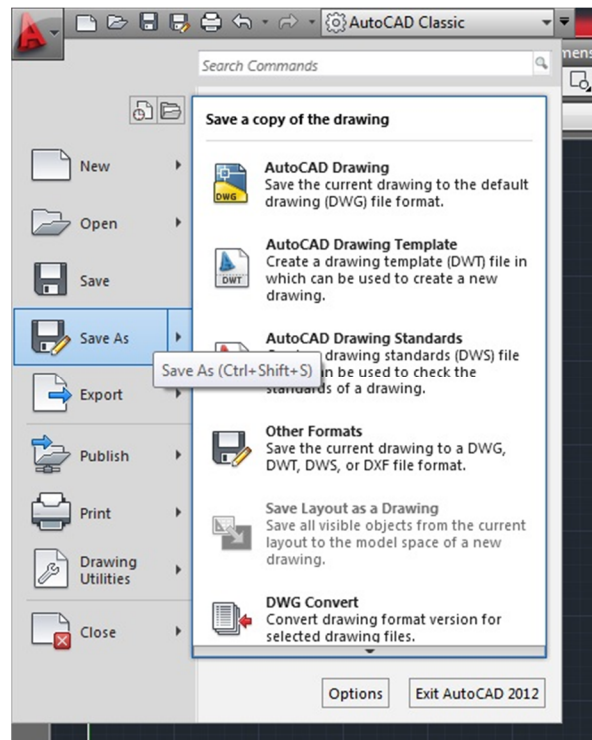 AutoCAD Classic
Search Commands
mens
Save a copy of the drawing
New
Open
Save
Save As
Save As (Ctrl+Shift+S)
Export
Publish
Print
Drawing
Utilities
Close
DWG
AutoCAD Drawing
Save the current drawing to the default
drawing (DWG) file format.
DWT
AutoCAD Drawing Template
Create a drawing template (DWT) file in
which can be used to create a new
drawing.
AutoCAD Drawing Standards
drawing standards (DWS) file
n be used to check the
standards of a drawing.
Other Formats
Save the current drawing to a DWG,
DWT, DWS, or DXF file format.
Save Layout as a Drawing
Save all visible objects from the current
layout to the model space of a new
drawing.
DWG Convert
Convert drawing format version for
selected drawing files.
Options
Exit AutoCAD 2012